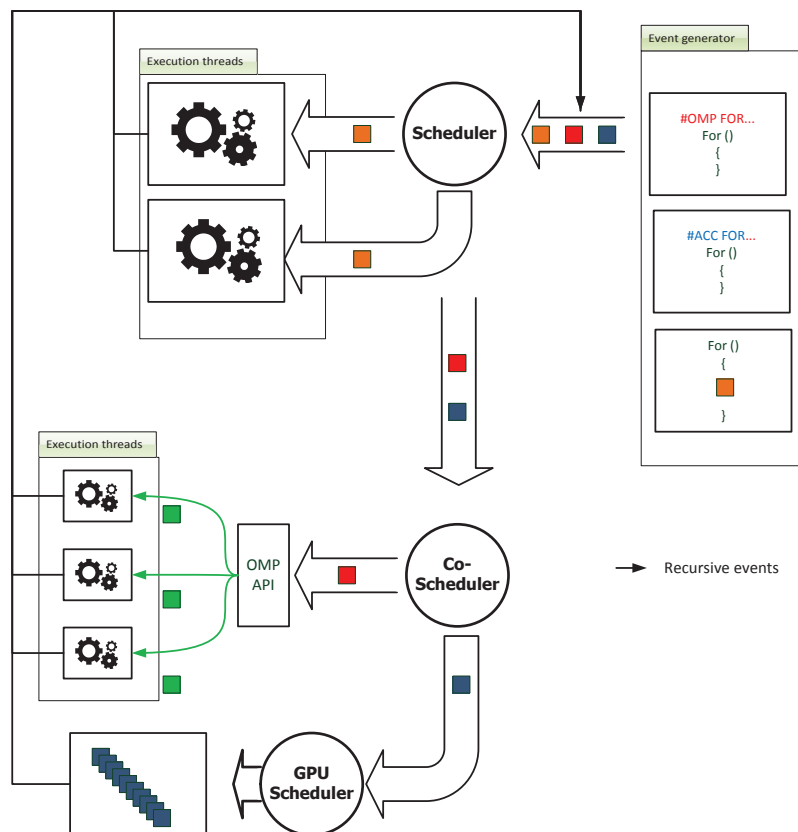 Event generator
Execution threads
#OMP FOR...
For ()
{
}
Scheduler
#ACC FOR...
For ()
{
}
For ()
{
}
Execution threads
OMP
API
Co-
Scheduler
Recursive events
GPU
Scheduler